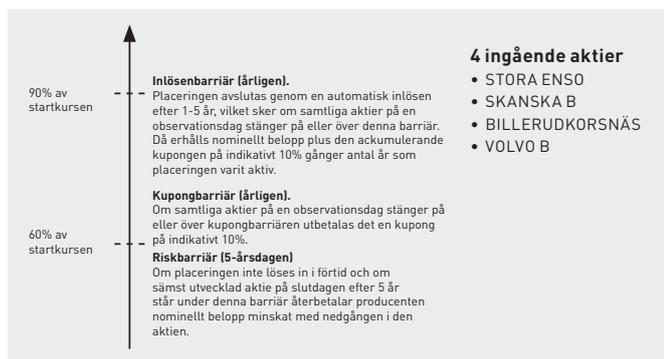 90% av
startkursen
Inlösenbarriär (årligen).
Placeringen avslutas genom en automatisk inlösen
efter 1-5 år, vilket sker om samtliga aktier på en
observationsdag stänger på eller över denna barriär.
Då erhålls nominellt belopp plus den ackumulerande
kupongen på indikativt 10% gånger antal år som
placeringen varit aktiv.
Kupongbarriär (årligen).
Om samtliga aktier på en observationsdag stänger på
eller över kupongbarriären utbetalas det en kupong
på indikativt 10%.
60% av
startkursen
Riskbarriär (5-årsdagen)
Om placeringen inte löses in i förtid och om
sämst utvecklad aktie på slutdagen efter 5 år
står under denna barriär återbetalar producenten
nominellt belopp minskat med nedgången i den
aktien.
4 ingående aktier
• STORA ENSO
• SKANSKA B
• BILLERUDKORSNÄS
• VOLVO B